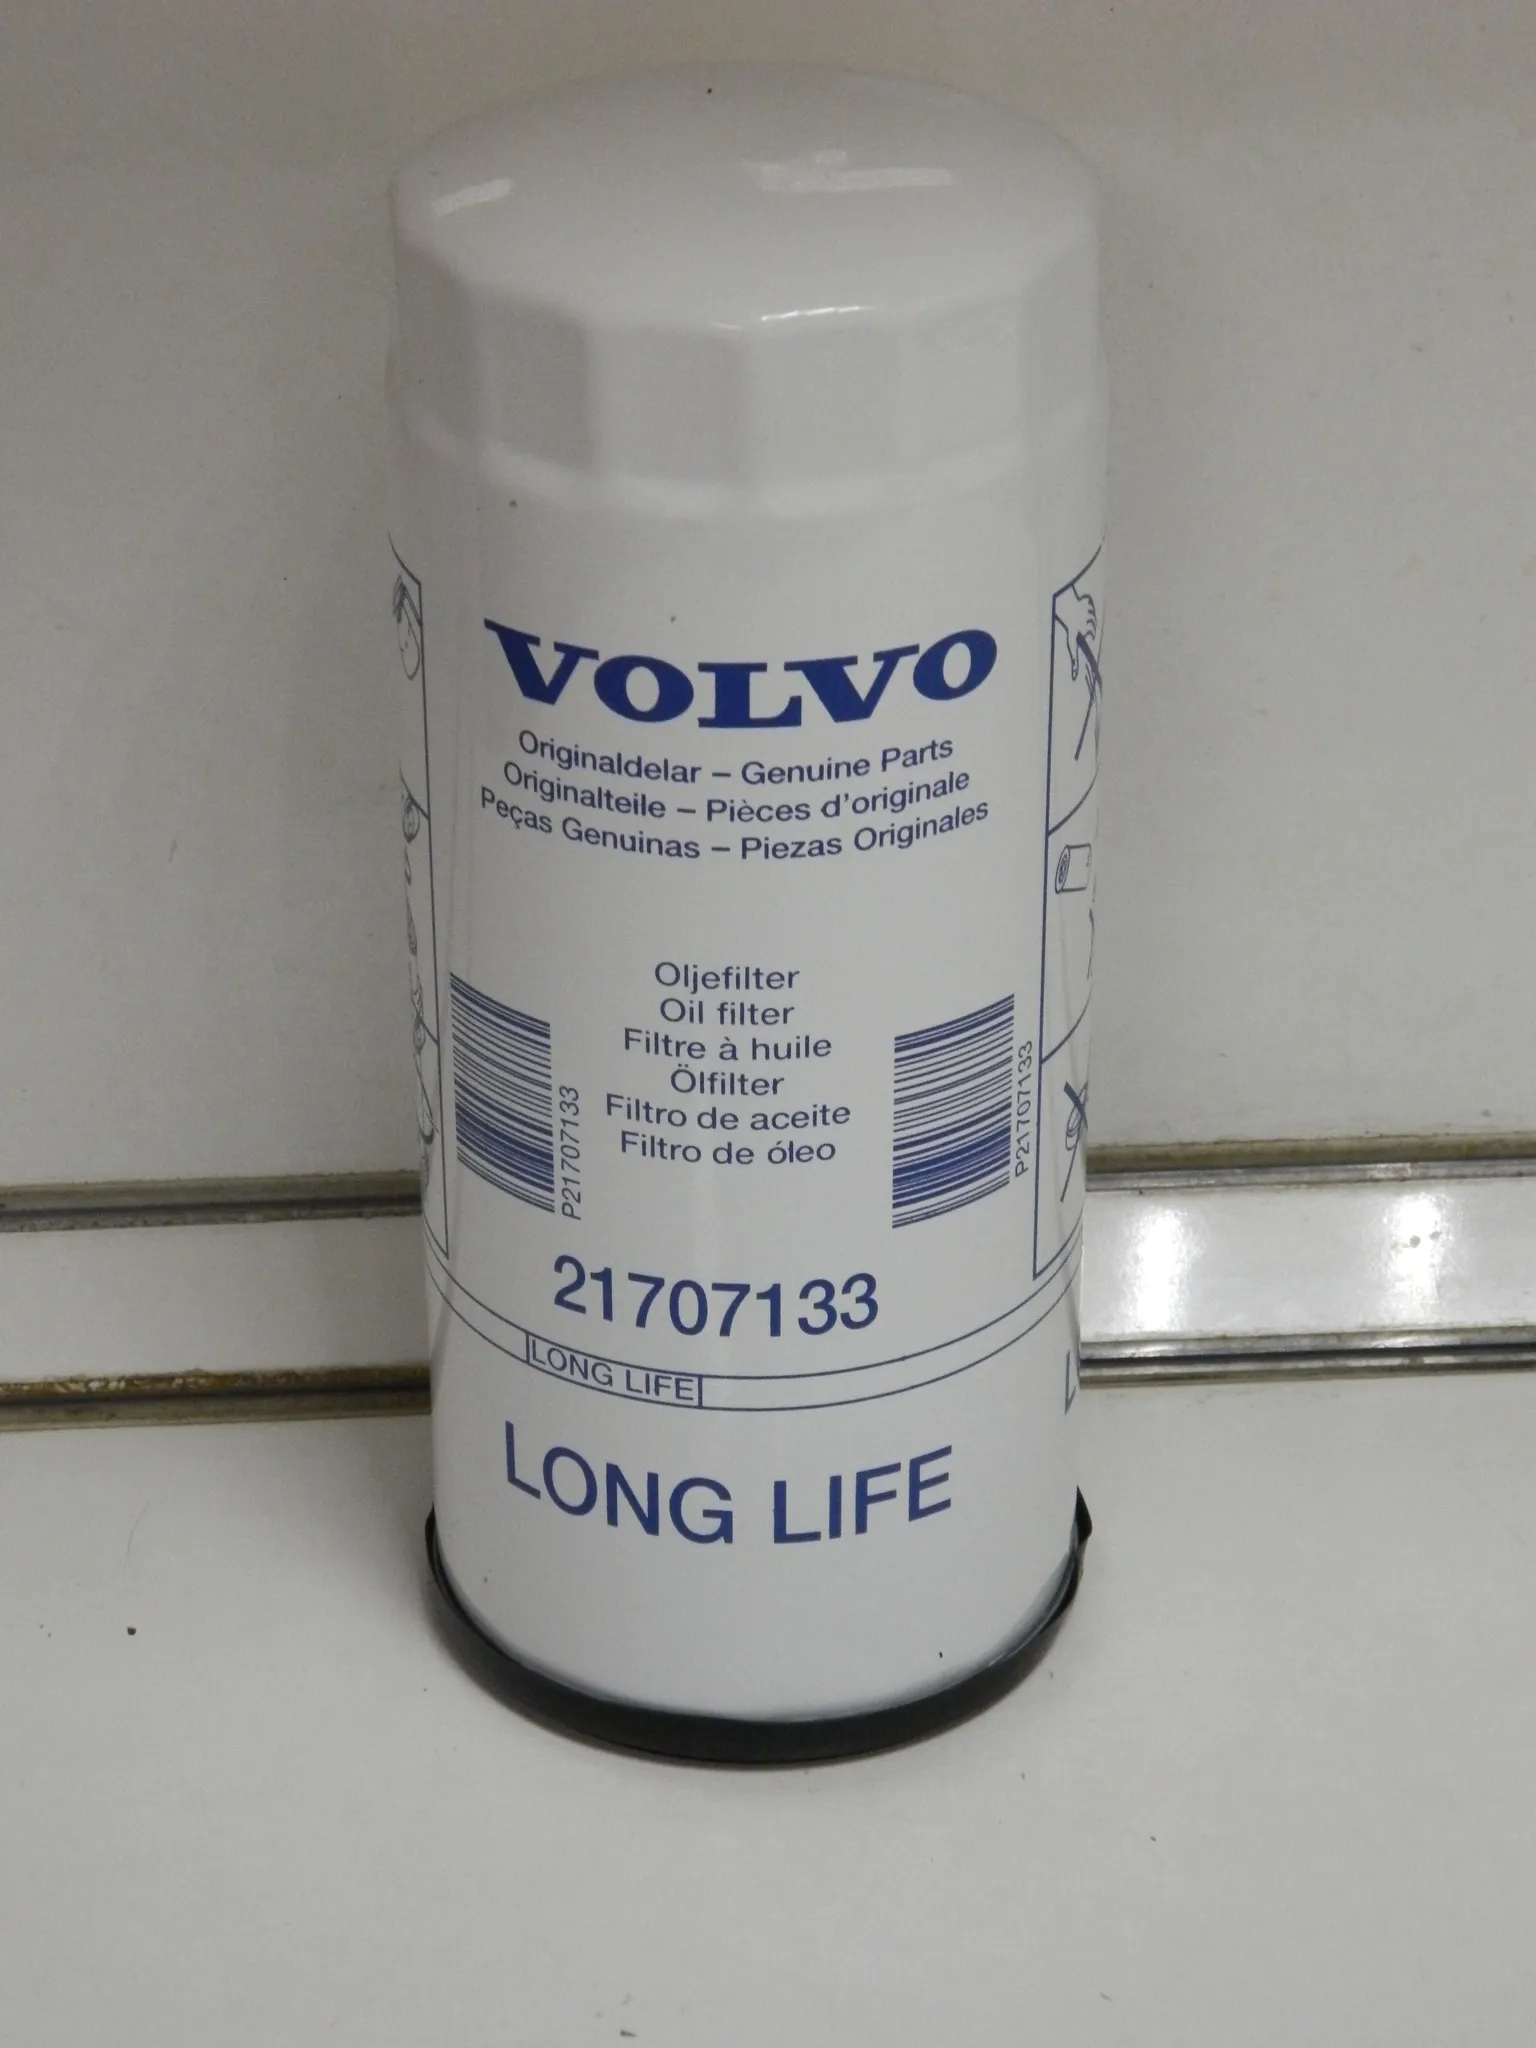 VOLVO
Originaldelar – Genuine Parts
Originalteile – Pièces d'originale
Peças Genuinas – Piezas Originales
Oljefilter
Oil filter
Filtre à huile
Ölfilter
Filtro de aceite
Filtro de óleo
P21707133
P21707133
21707133
LONG LIFE
LONG LIFE